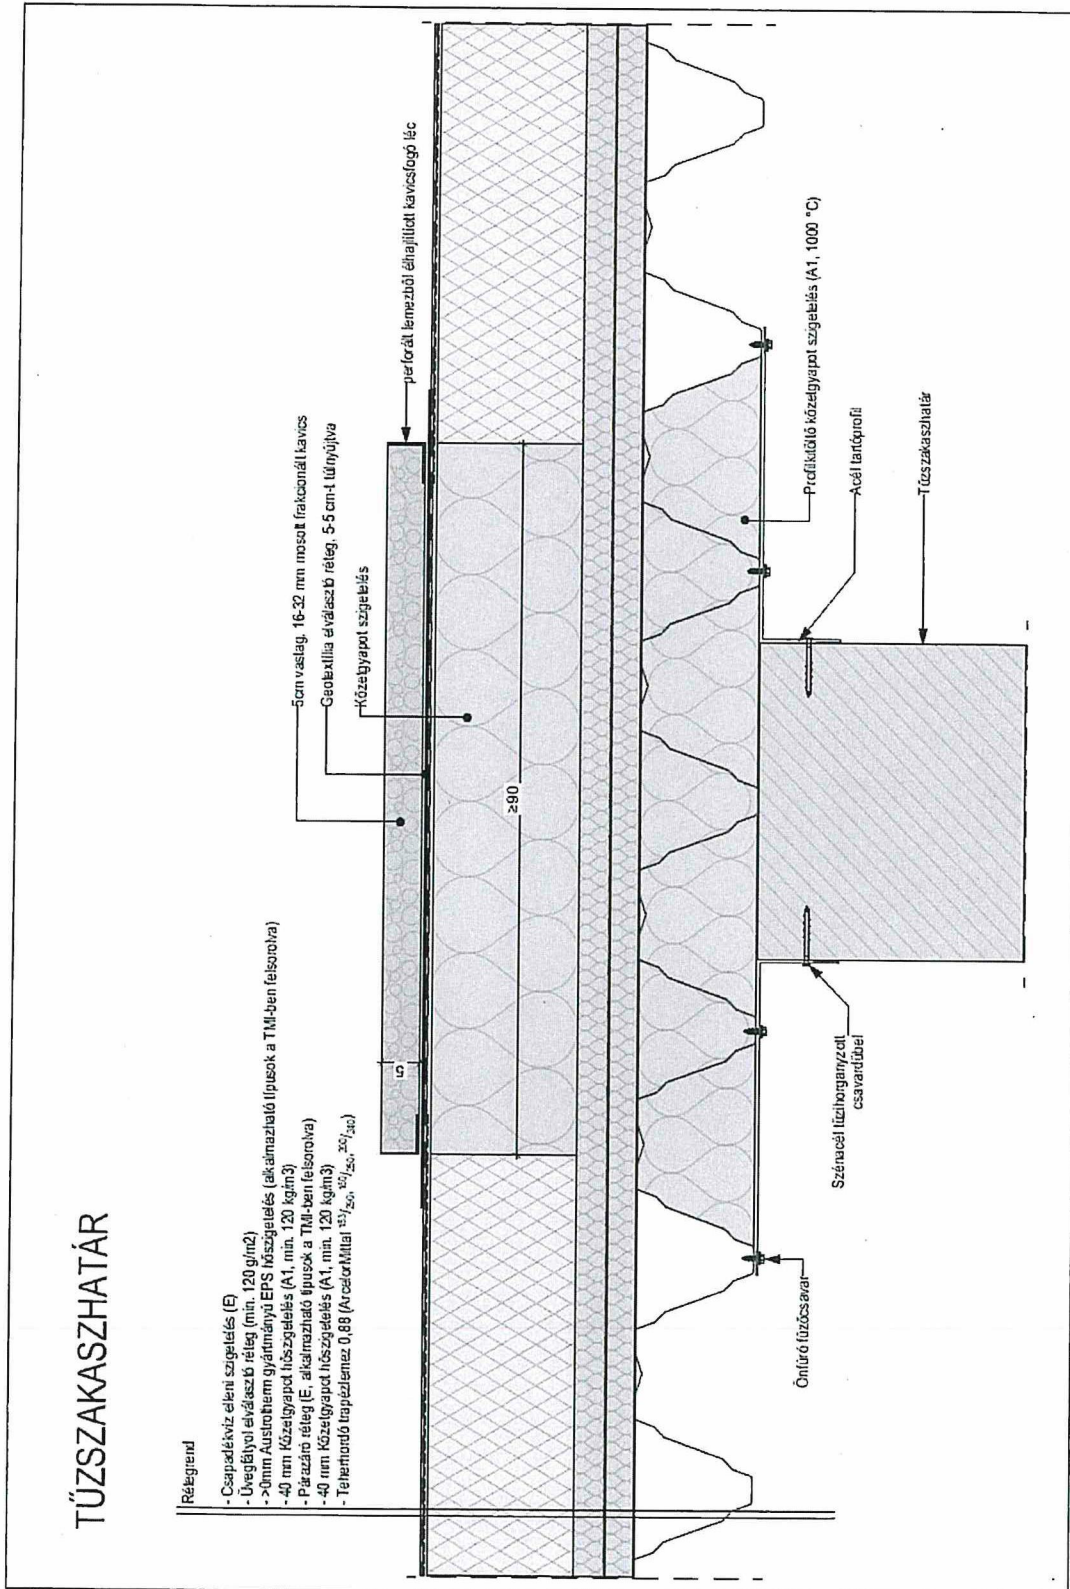 TŰZSZAKASZHATÁR
Rétegrend
- Csapadékvíz elleni szigetelés (E)
- Üvegfátyol elválasztó réteg (min. 120 g/m2)
- >0mm Austrotherm gyártmányú EPS hőszigetelés (alkalmazható típusok a TMI-ben felsorolva)
- 40 mm Kőzetgyapot hőszigetelés (A1, min. 120 kg/m3)
- Párazáró réteg (E, alkalmazható típusok a TMI-ben felsorolva)
- 40 mm Kőzetgyapot hőszigetelés (A1, min. 120 kg/m3)
- Teherhordó trapézlemez 0,88 (ArcelorMittal
5cm vastag, 16-32 mm mosott frakcionált kavics
Geotextília elválasztó réteg, 5-5 cm-t túlnyújtva
Kőzetgyapot szigetelés
perforált lemezből élhajlított kavicsfogó léc
5
≥90
Profilkitöltő kőzetgyapot szigetelés (A1, 1000 °C)
Acél tartóprofil
Tűzszakaszhatár
Szénacél tűzihorganyzott
csavardűbel
Önfúró fűzőcsavar